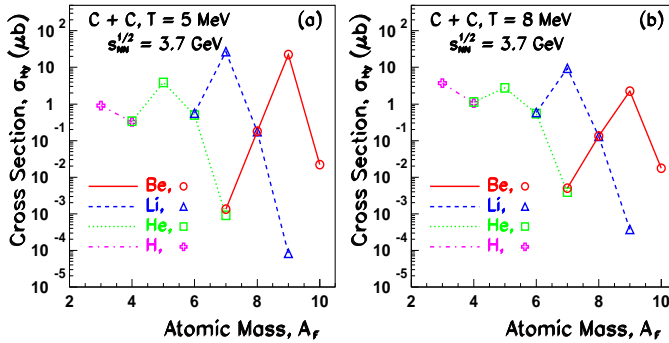 C + C, T = 5 MeV (a)
s_NN^1/2 = 3.7 GeV
Cross Section, σ_Hy (μb)
10^2
10
1
10^-1
10^-2
10^-3
10^-4
10^-5
Be,
Li,
He,
H,
2 4 6 8 10
Atomic Mass, A_F
C + C, T = 8 MeV (b)
s_NN^1/2 = 3.7 GeV
Cross Section, σ_Hy (μb)
10^2
10
1
10^-1
10^-2
10^-3
10^-4
10^-5
Be,
Li,
He,
H,
2 4 6 8 10
Atomic Mass, A_F